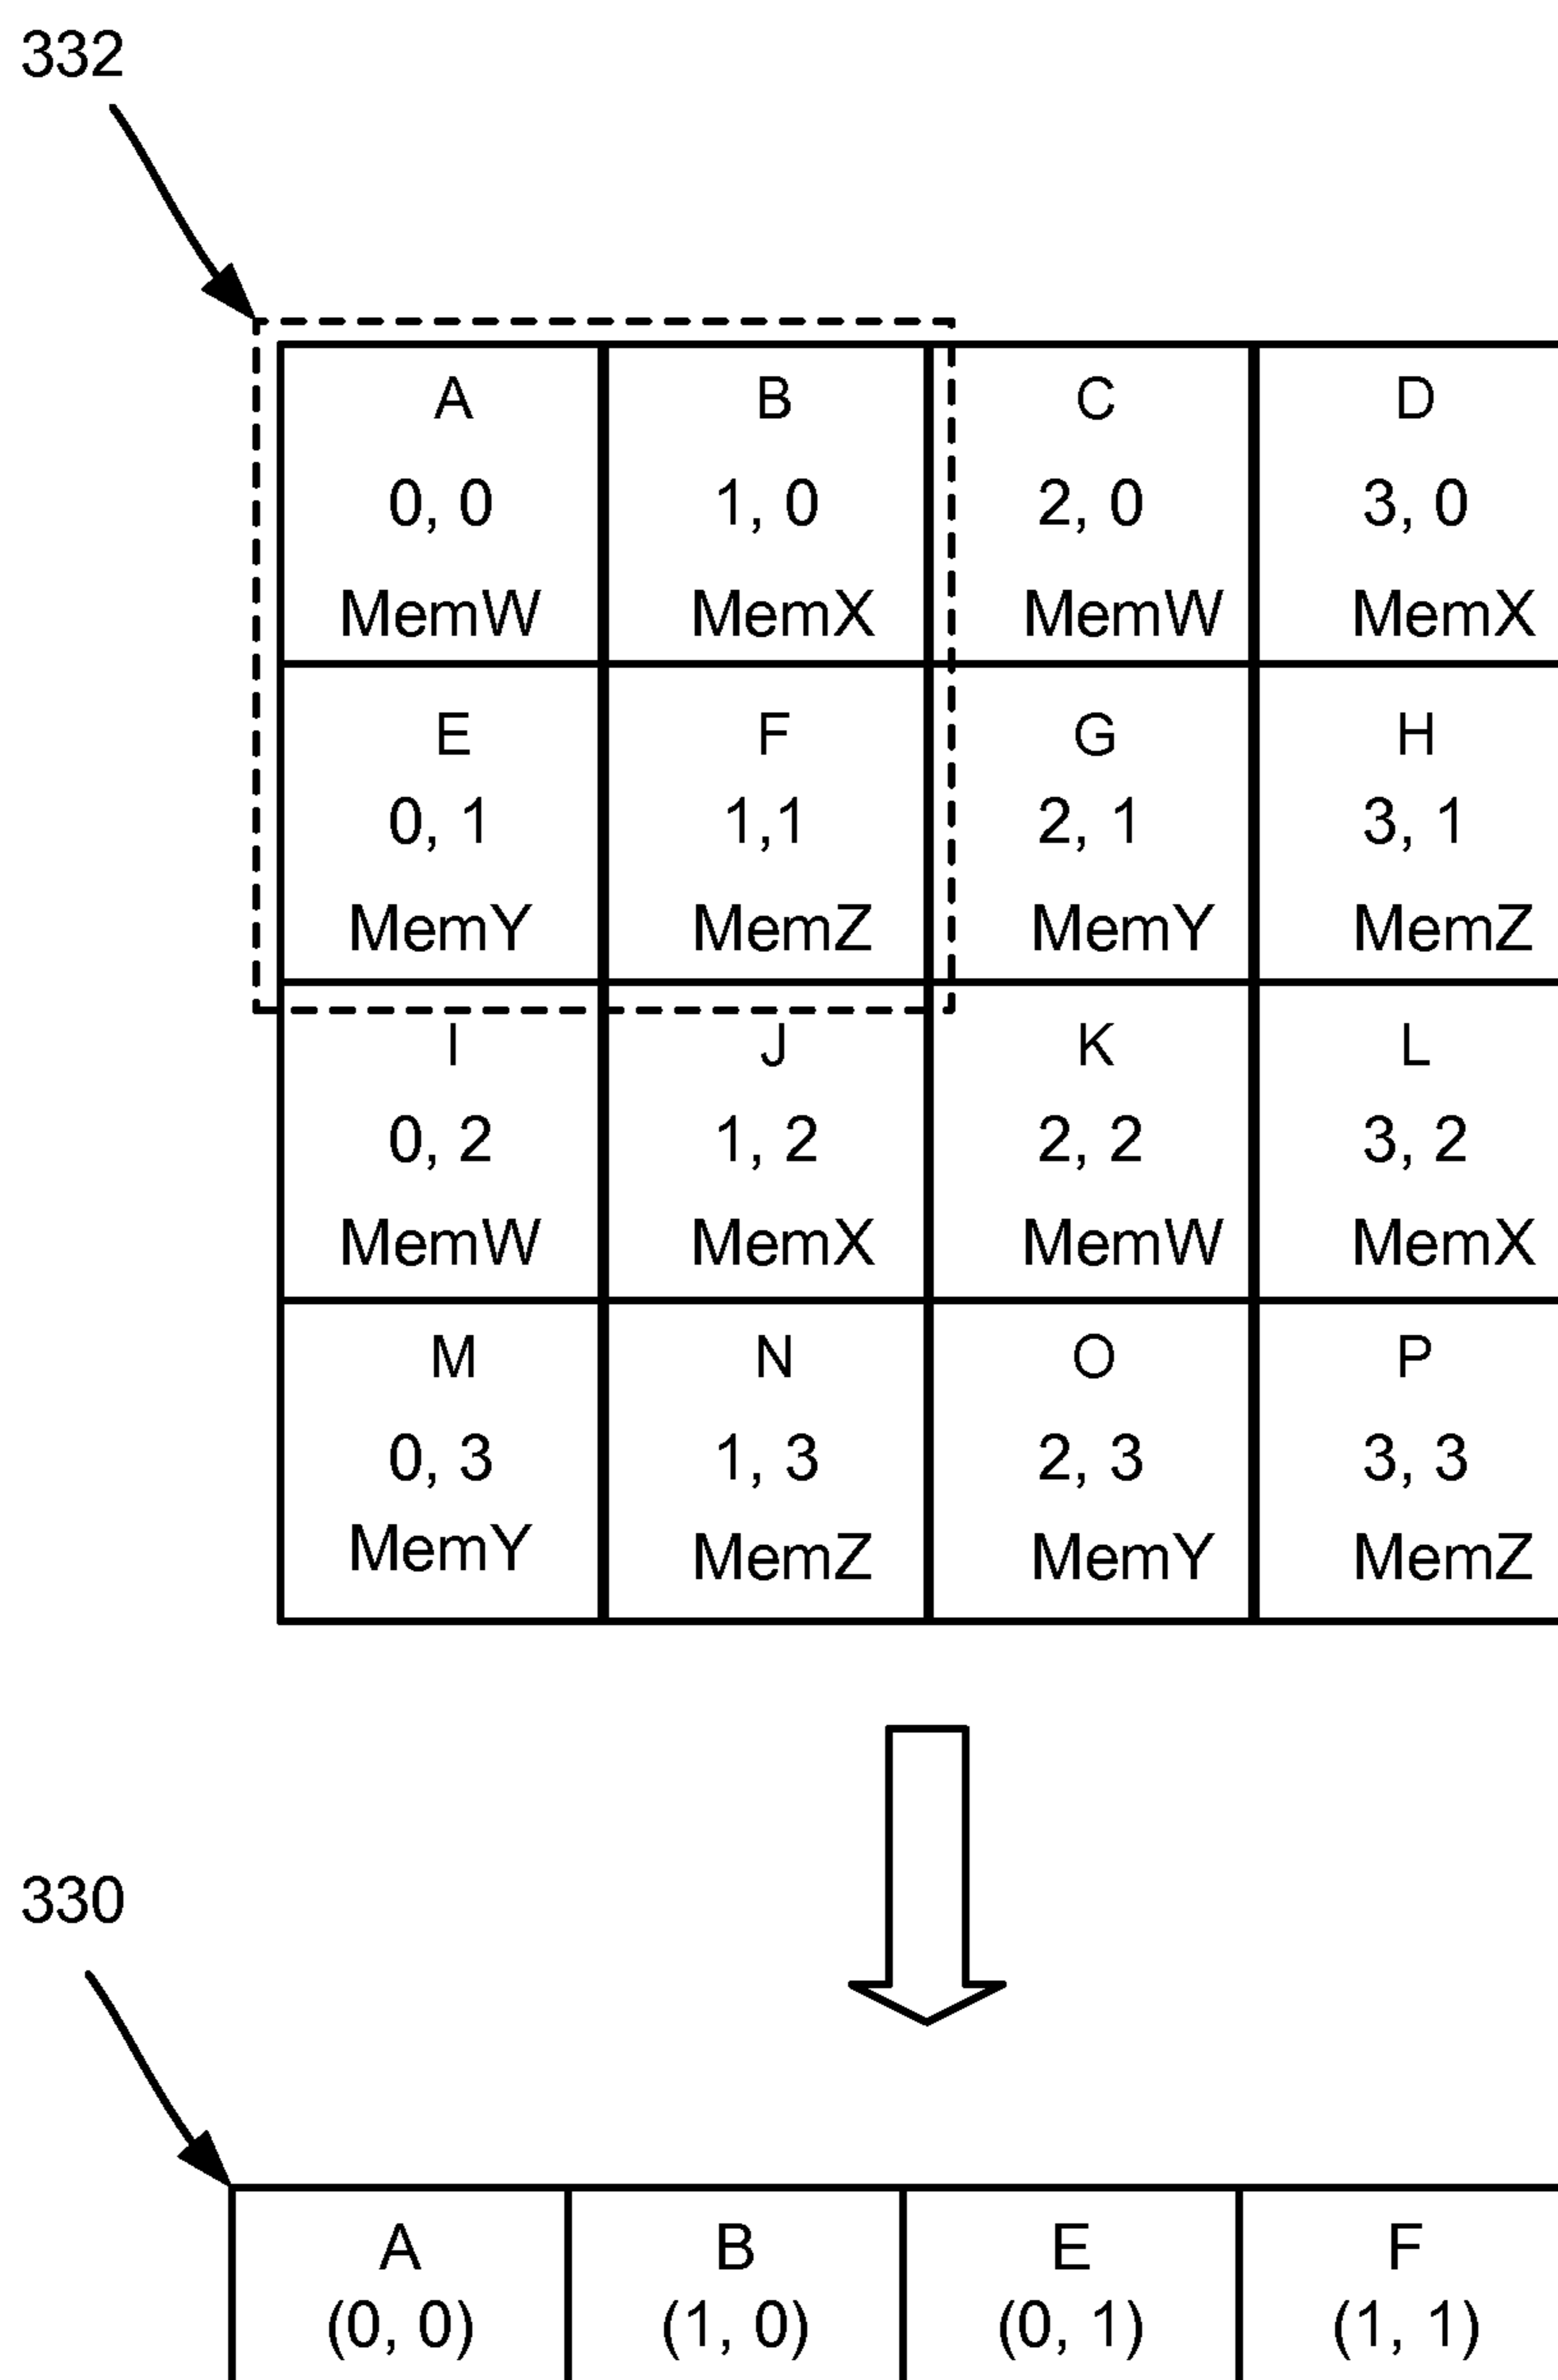 332
A B C D
0, 0 1, 0 2, 0 3, 0
MemW MemX MemW MemX
E F G H
0, 1 1,1 2, 1 3, 1
MemY MemZ MemY MemZ
I J K L
0, 2 1, 2 2, 2 3, 2
MemW MemX MemW MemX
M N O P
0, 3 1, 3 2, 3 3, 3
MemY MemZ MemY MemZ
330
A B E F
(0, 0) (1, 0) (0, 1) (1, 1)